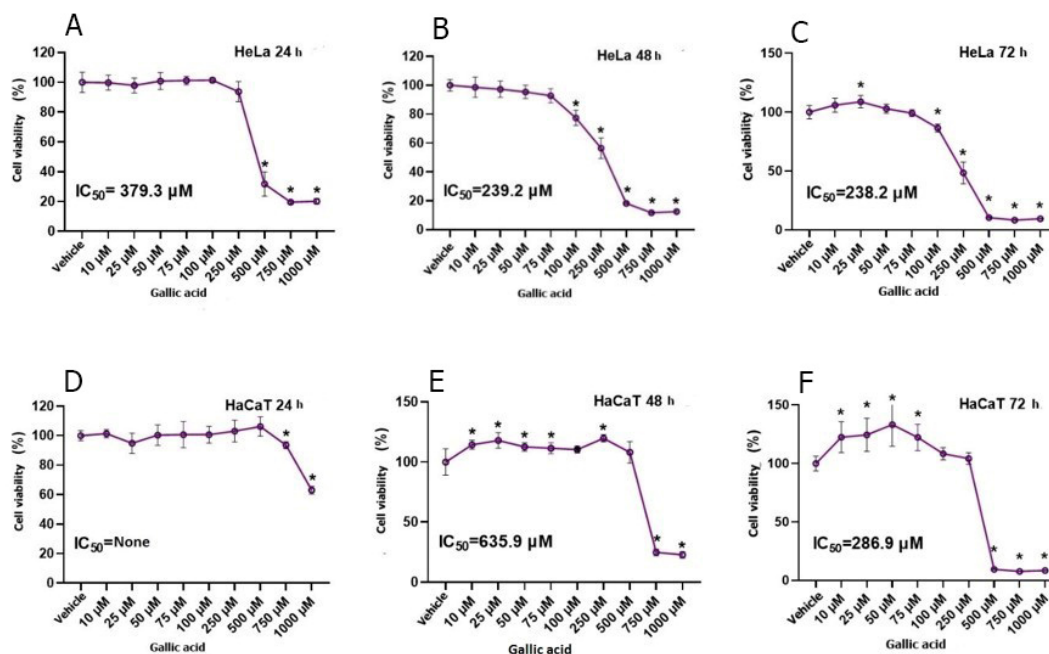 A
HeLa 24 h
120
100
80
60
40
20
0
Cell viability (%)
IC50= 379.3 µM
Vehicle
10 µM
25 µM
50 µM
75 µM
100 µM
250 µM
500 µM
750 µM
1000 µM
* * *
Gallic acid
B
HeLa 48 h
120
100
80
60
40
20
0
Cell viability (%)
IC50=239.2 µM
Vehicle
10 µM
25 µM
50 µM
75 µM
100 µM
250 µM
500 µM
750 µM
1000 µM
* * * * *
Gallic acid
C
HeLa 72 h
150
100
50
0
Cell viability (%)
IC50=238.2 µM
Vehicle
10 µM
25 µM
50 µM
75 µM
100 µM
250 µM
500 µM
750 µM
1000 µM
* * * * * *
Gallic acid
D
HaCaT 24 h
120
100
80
60
40
20
0
Cell viability (%)
IC50=None
Vehicle
10 µM
25 µM
50 µM
75 µM
100 µM
250 µM
500 µM
750 µM
1000 µM
* *
Gallic acid
E
HaCaT 48 h
150
100
50
0
Cell viability (%)
IC50=635.9 µM
Vehicle
10 µM
25 µM
50 µM
75 µM
100 µM
250 µM
500 µM
750 µM
1000 µM
* * * * * * *
Gallic acid
F
HaCaT 72 h
150
100
50
0
Cell viability (%)
IC50=286.9 µM
Vehicle
10 µM
25 µM
50 µM
75 µM
100 µM
250 µM
500 µM
750 µM
1000 µM
* * * * * * *
Gallic acid